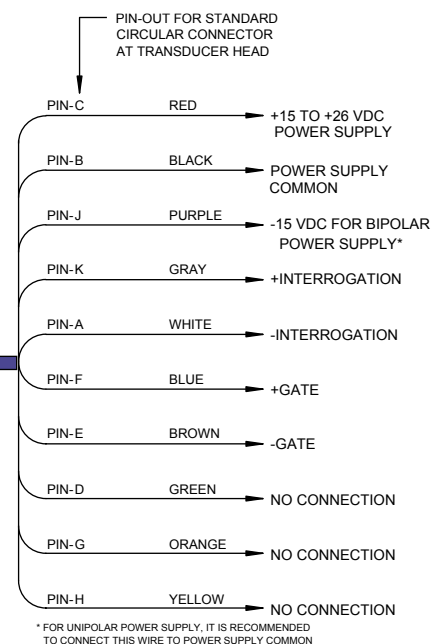 PIN-OUT FOR STANDARD
CIRCULAR CONNECTOR
AT TRANSDUCER HEAD
PIN-C RED +15 TO +26 VDC
POWER SUPPLY
PIN-B BLACK POWER SUPPLY
COMMON
PIN-J PURPLE -15 VDC FOR BIPOLAR
POWER SUPPLY*
PIN-K GRAY +INTERROGATION
PIN-A WHITE -INTERROGATION
PIN-F BLUE +GATE
PIN-E BROWN -GATE
PIN-D GREEN NO CONNECTION
PIN-G ORANGE NO CONNECTION
PIN-H YELLOW NO CONNECTION
* FOR UNIPOLAR POWER SUPPLY, IT IS RECOMMENDED
TO CONNECT THIS WIRE TO POWER SUPPLY COMMON